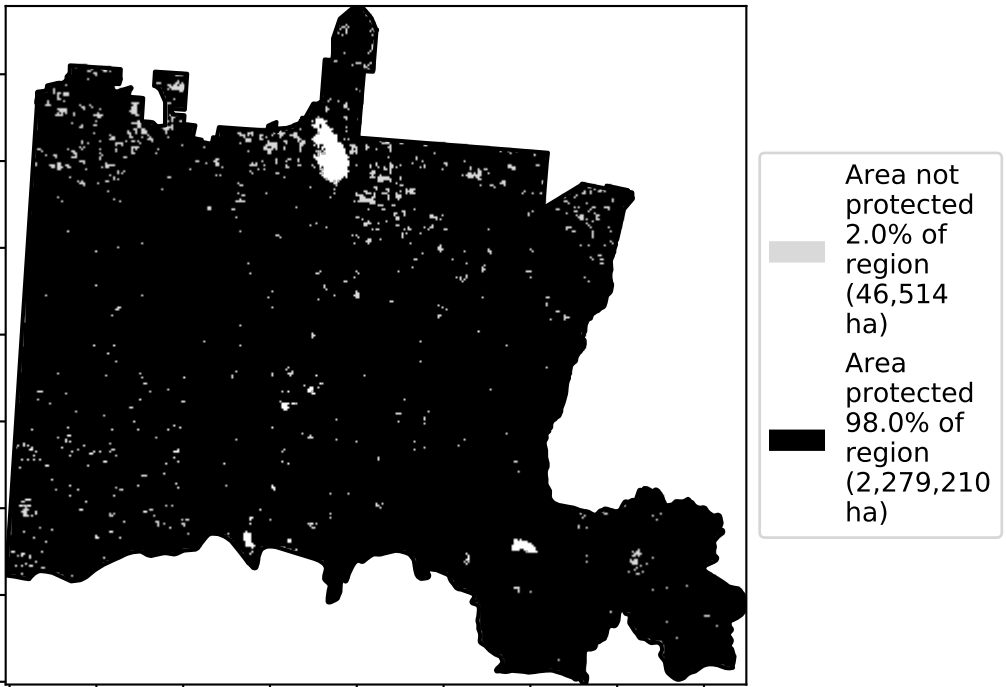 Area not
protected
2.0% of
region
(46,514
ha)
Area
protected
98.0% of
region
(2,279,210
ha)